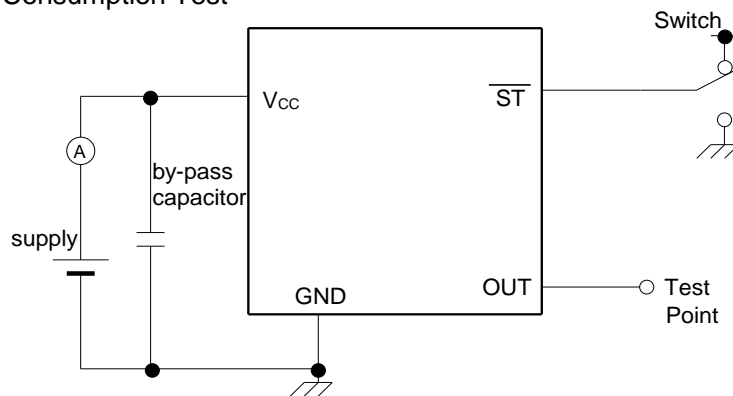 Consumption Test
Switch
VCC
ST
A
by-pass
capacitor
supply
GND
OUT
Test
Point